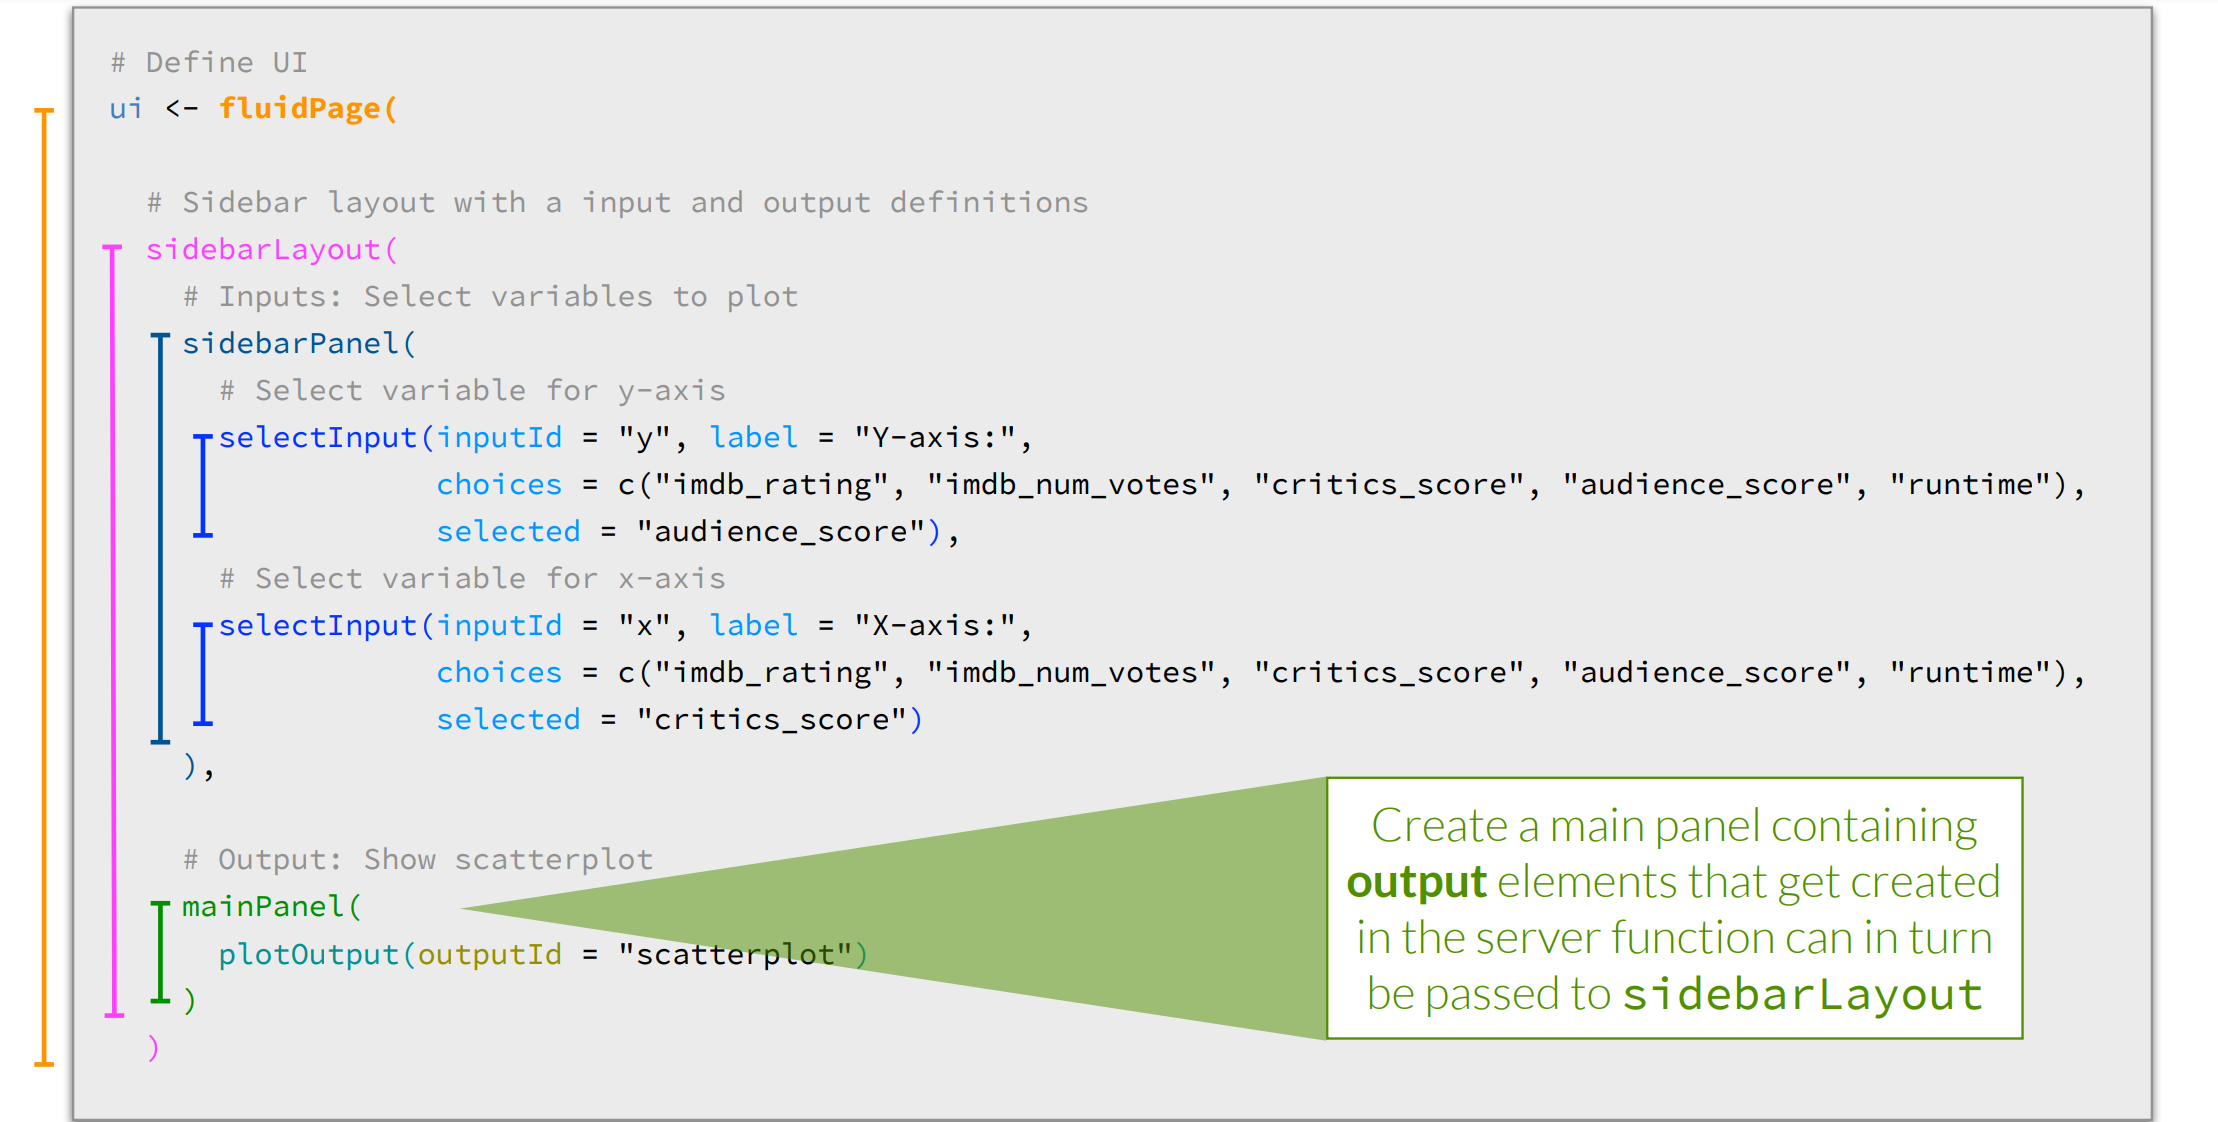 # Define UI
ui <- fluidPage(
# Sidebar layout with a input and output definitions
sidebarLayout(
# Inputs: Select variables to plot
sidebarPanel(
# Select variable for y-axis
selectInput(inputId = "y", label = "Y-axis:",
choices = c("imdb_rating", "imdb_num_votes", "critics_score", "audience_score", "runtime"),
selected = "audience_score"),
# Select variable for x-axis
selectInput(inputId = "x", label = "X-axis:",
choices = c("imdb_rating", "imdb_num_votes", "critics_score", "audience_score", "runtime"),
selected = "critics_score")
),
# Output: Show scatterplot
mainPanel(
plotOutput(outputId = "scatterplot")
)
)
Create a main panel containing
output elements that get created
in the server function can in turn
be passed to sidebarLayout